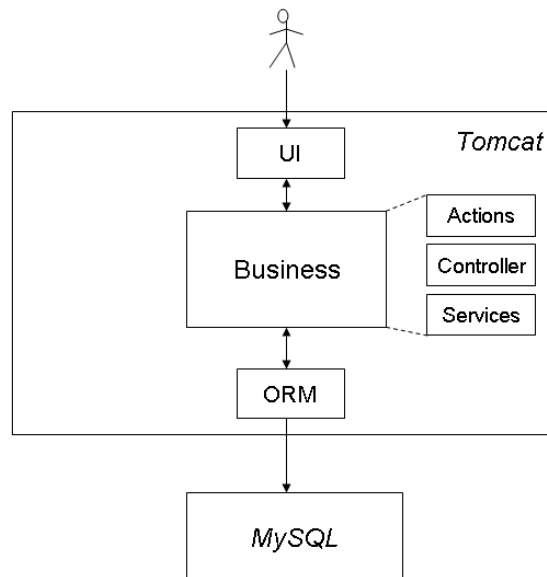 Tomcat
UI
Actions
Business
Controller
Services
ORM
MySQL